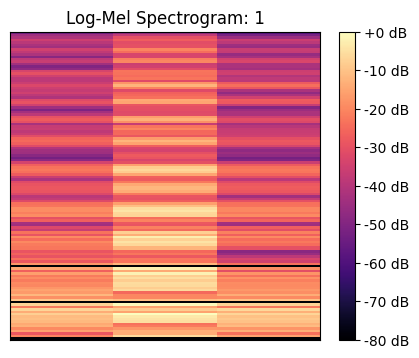 Log-Mel Spectrogram: 1
+0 dB
-10 dB
-20 dB
-30 dB
-40 dB
-50 dB
-60 dB
-70 dB
-80 dB